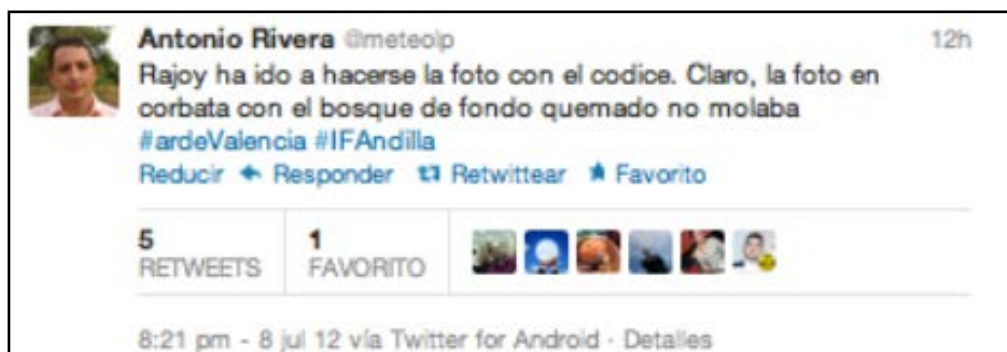 Antonio Rivera @meteolp 12h
Rajoy ha ido a hacerse la foto con el codice. Claro, la foto en
corbata con el bosque de fondo quemado no molaba
#ardeValencia #IFAndilla
Reducir Responder Retwittear Favorito
5 1
RETWEETS FAVORITO
8:21 pm - 8 jul 12 vía Twitter for Android · Detalles